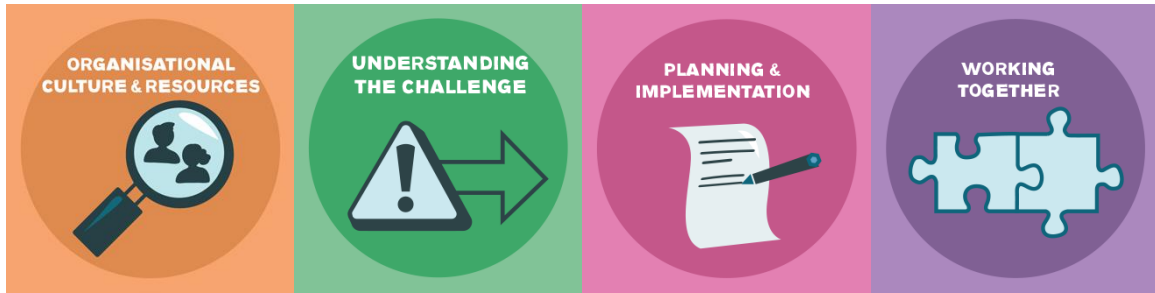 ORGANISATIONAL
CULTURE & RESOURCES
UNDERSTANDING
THE CHALLENGE
PLANNING &
IMPLEMENTATION
WORKING
TOGETHER